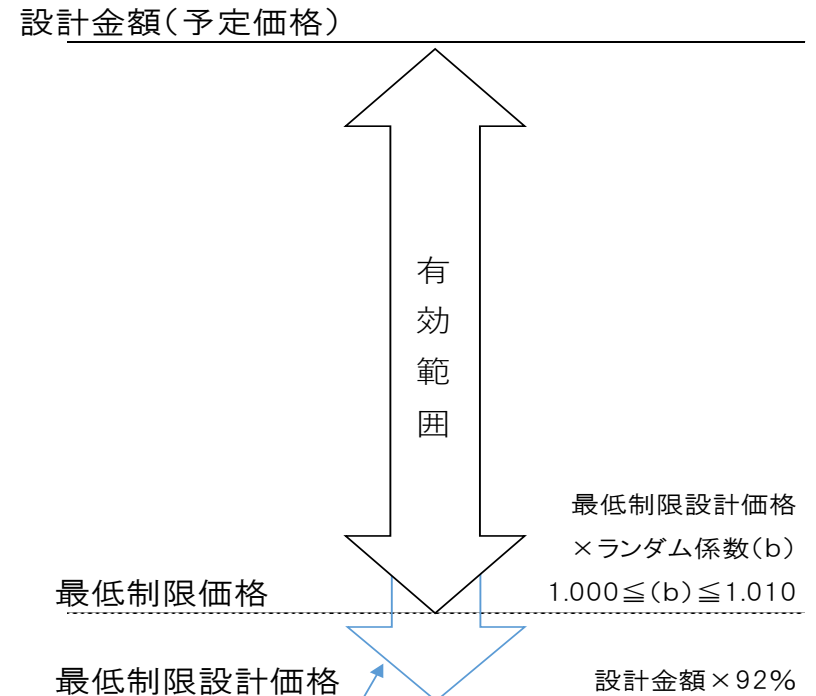 設計金額(予定価格)
有
効
範
囲
最低制限設計価格
×ランダム係数(b)
最低制限価格
1.000≦(b)≦1.010
最低制限設計価格
設計金額×92%